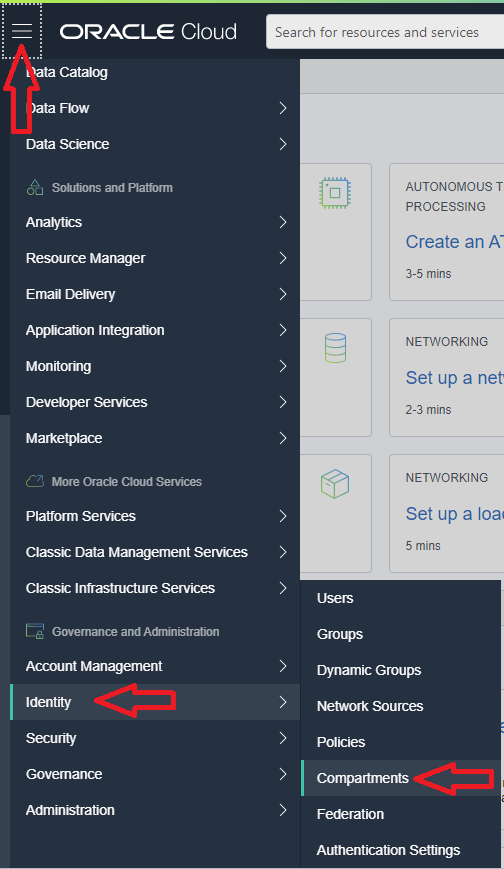 ORACLE Cloud
Search for resources and services
Data Catalog
Data Flow
Data Science
Solutions and Platform
Analytics
Resource Manager
Email Delivery
Application Integration
Monitoring
Developer Services
Marketplace
More Oracle Cloud Services
Platform Services
Classic Data Management Services
Classic Infrastructure Services
Governance and Administration
Account Management
Identity
Security
Governance
Administration
Users
Groups
Dynamic Groups
Network Sources
Policies
Compartments
Federation
Authentication Settings
AUTONOMOUS T
PROCESSING
Create an AT
3-5 mins
NETWORKING
Set up a net
2-3 mins
NETWORKING
Set up a loa
5 mins